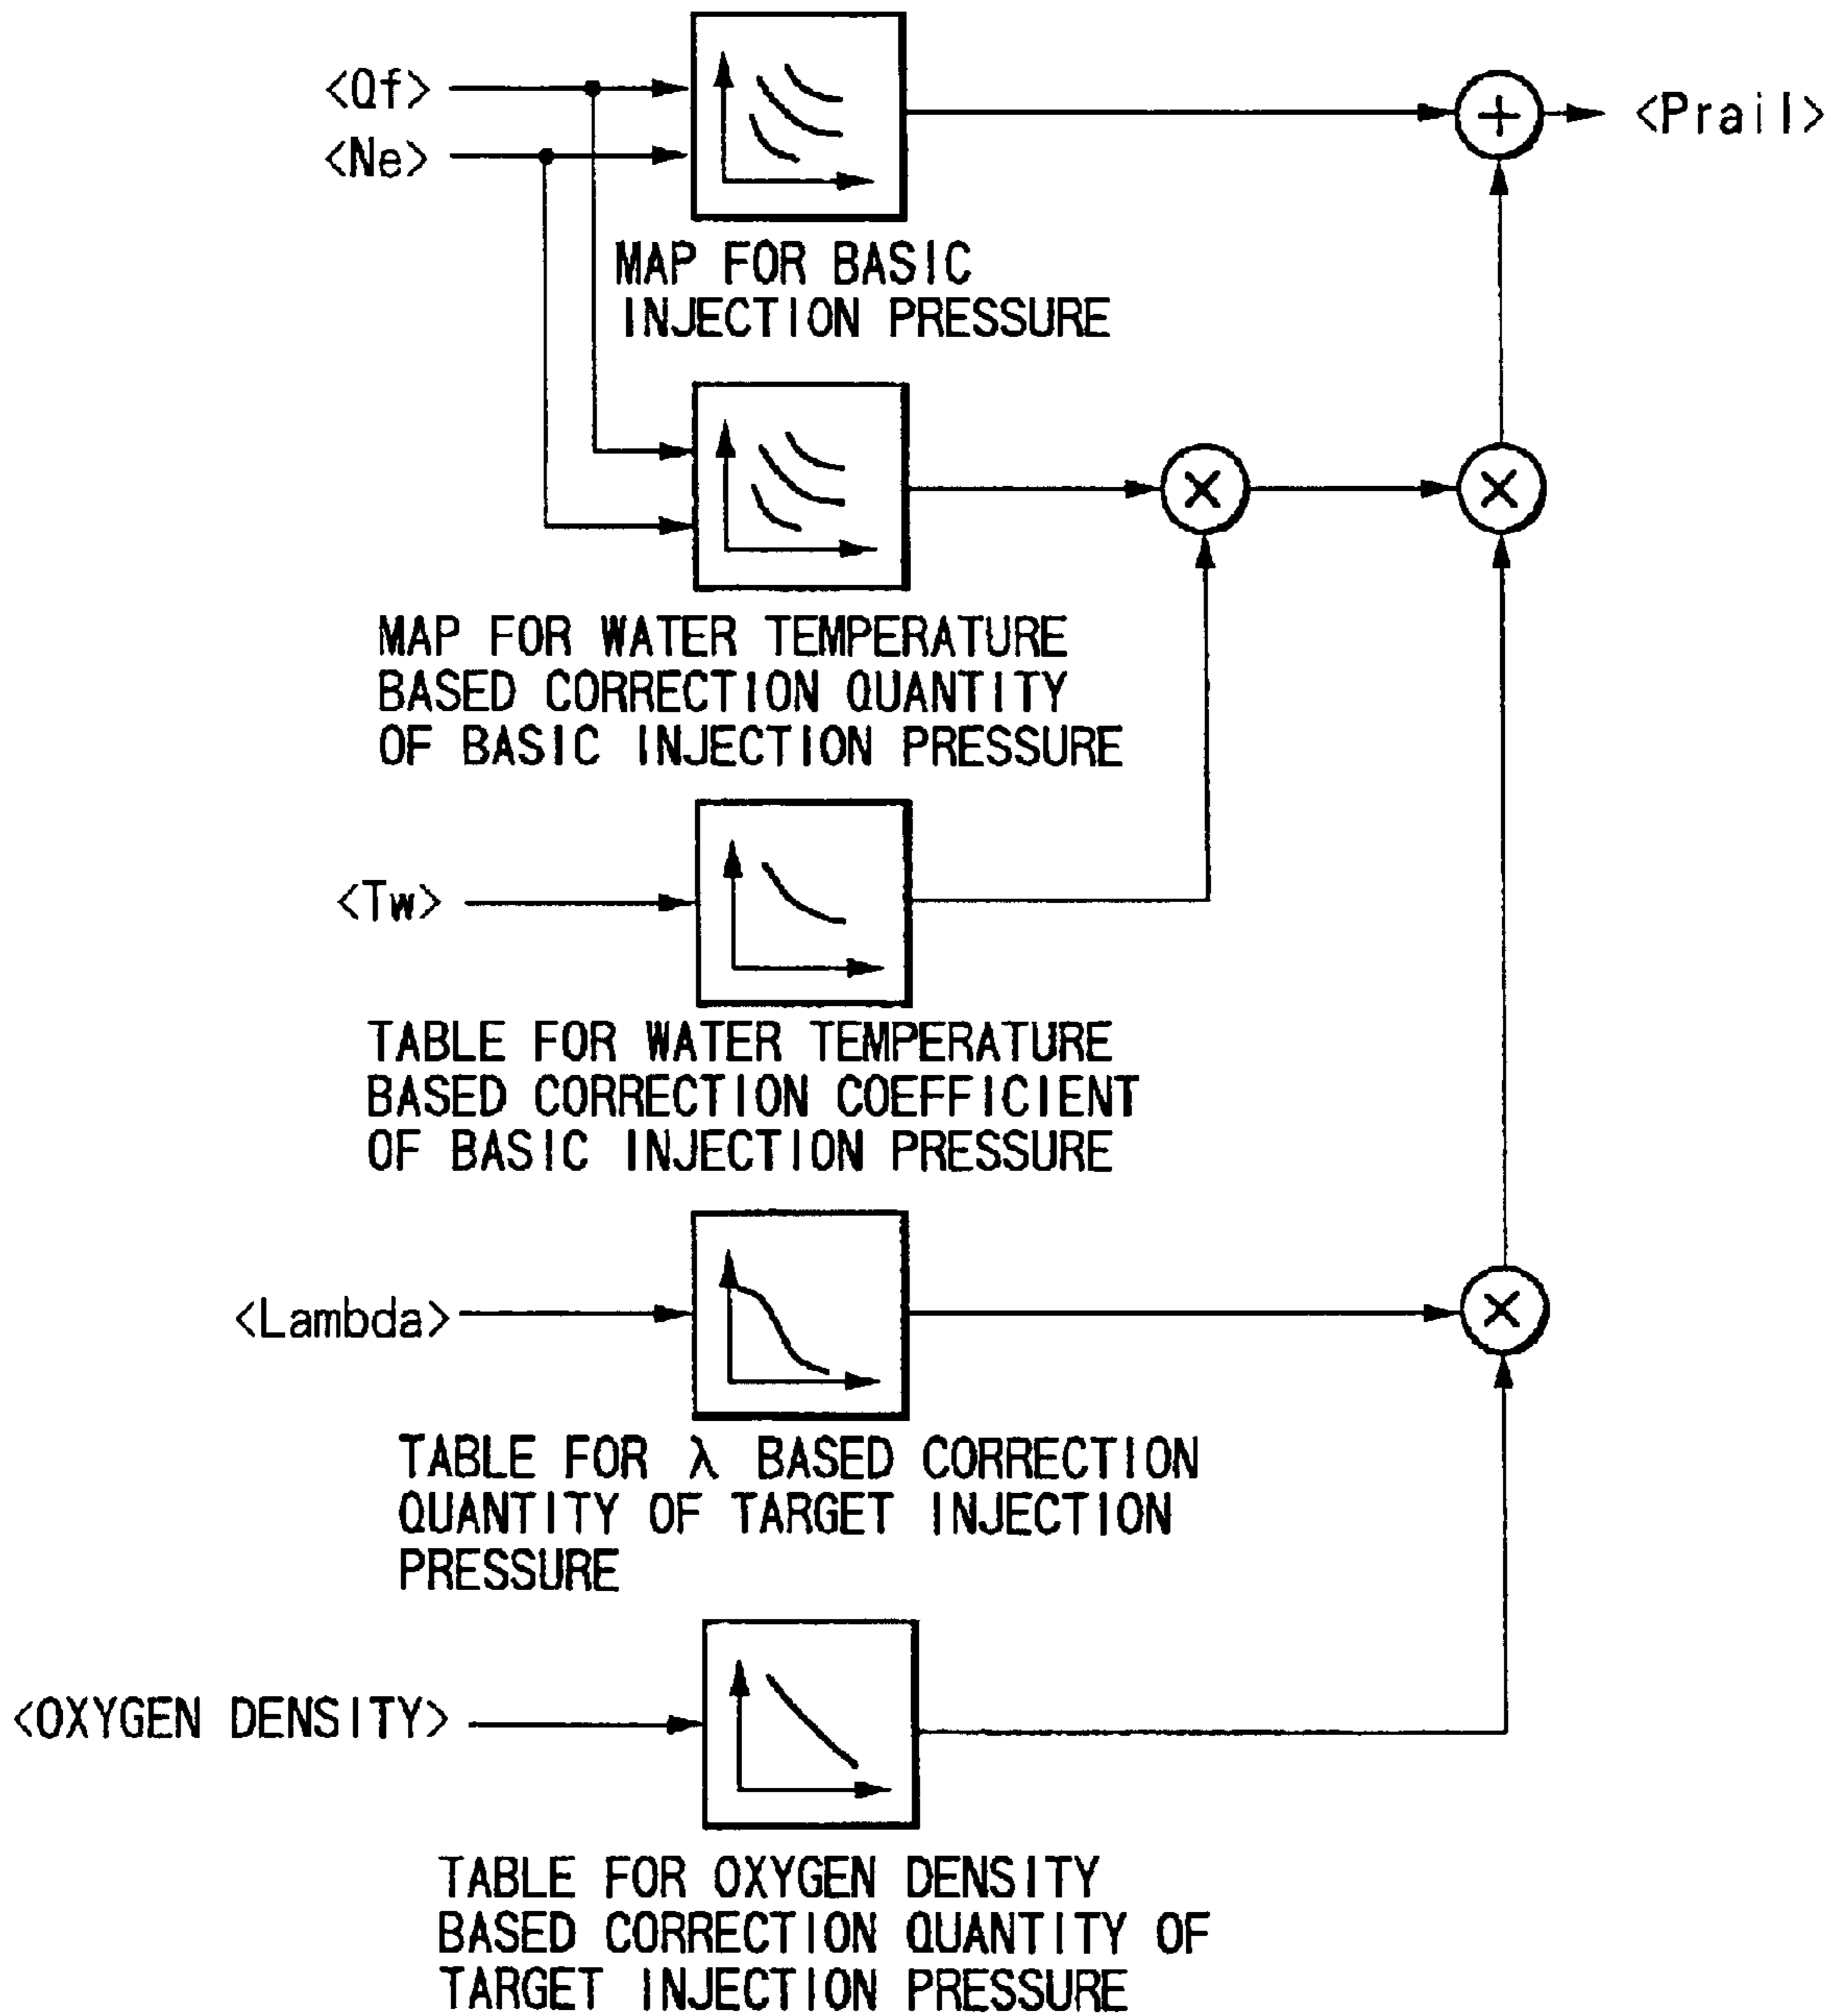 <Qf>
<Prail>
<Ne>
MAP FOR BASIC
INJECTION PRESSURE
MAP FOR WATER TEMPERATURE
BASED CORRECTION QUANTITY
OF BASIC INJECTION PRESSURE
<Tw>
TABLE FOR WATER TEMPERATURE
BASED CORRECTION COEFFICIENT
OF BASIC INJECTION PRESSURE
<Lambda>
TABLE FOR λ BASED CORRECTION
QUANTITY OF TARGET INJECTION
PRESSURE
<OXYGEN DENSITY>
TABLE FOR OXYGEN DENSITY
BASED CORRECTION QUANTITY OF
TARGET INJECTION PRESSURE